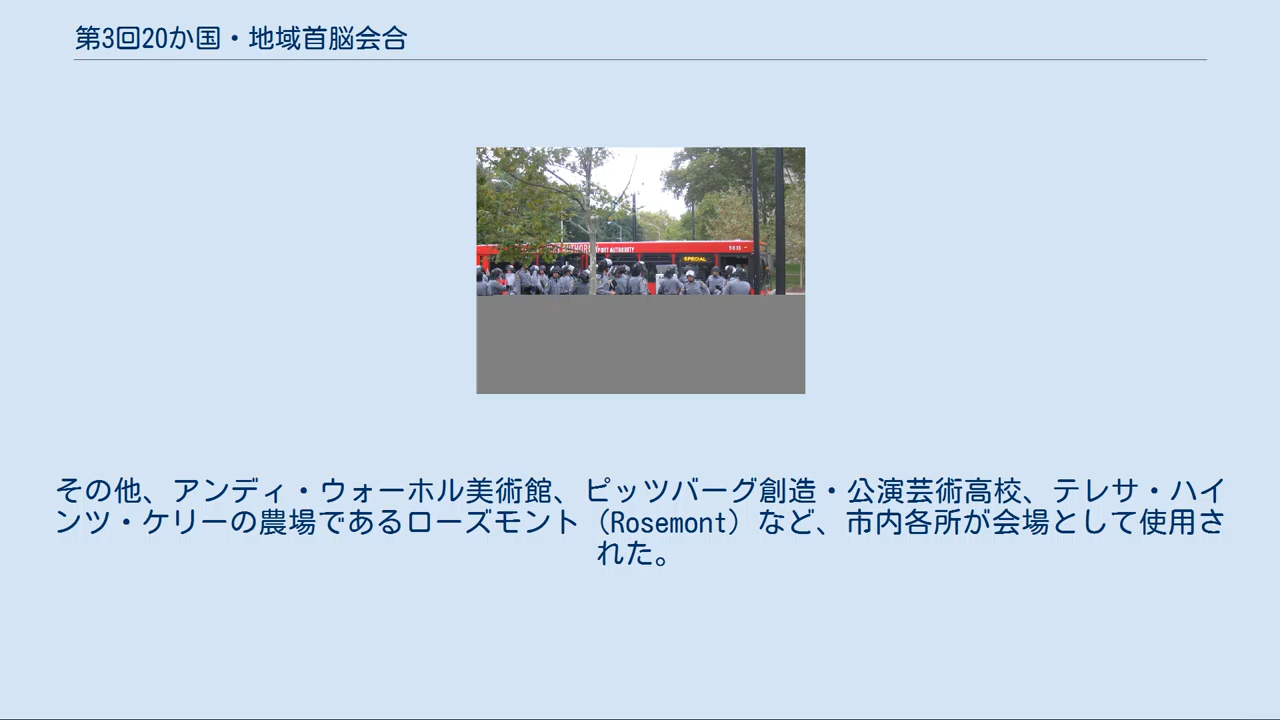 第3回20か国・地域首脳会合
PORT AUTHORITY
5615
SPECIAL
その他、アンディ・ウォーホル美術館、ピッツバーグ創造・公演芸術高校、テレサ・ハイ
ンツ・ケリーの農場であるローズモント（Rosemont）など、市内各所が会場として使用さ
れた。